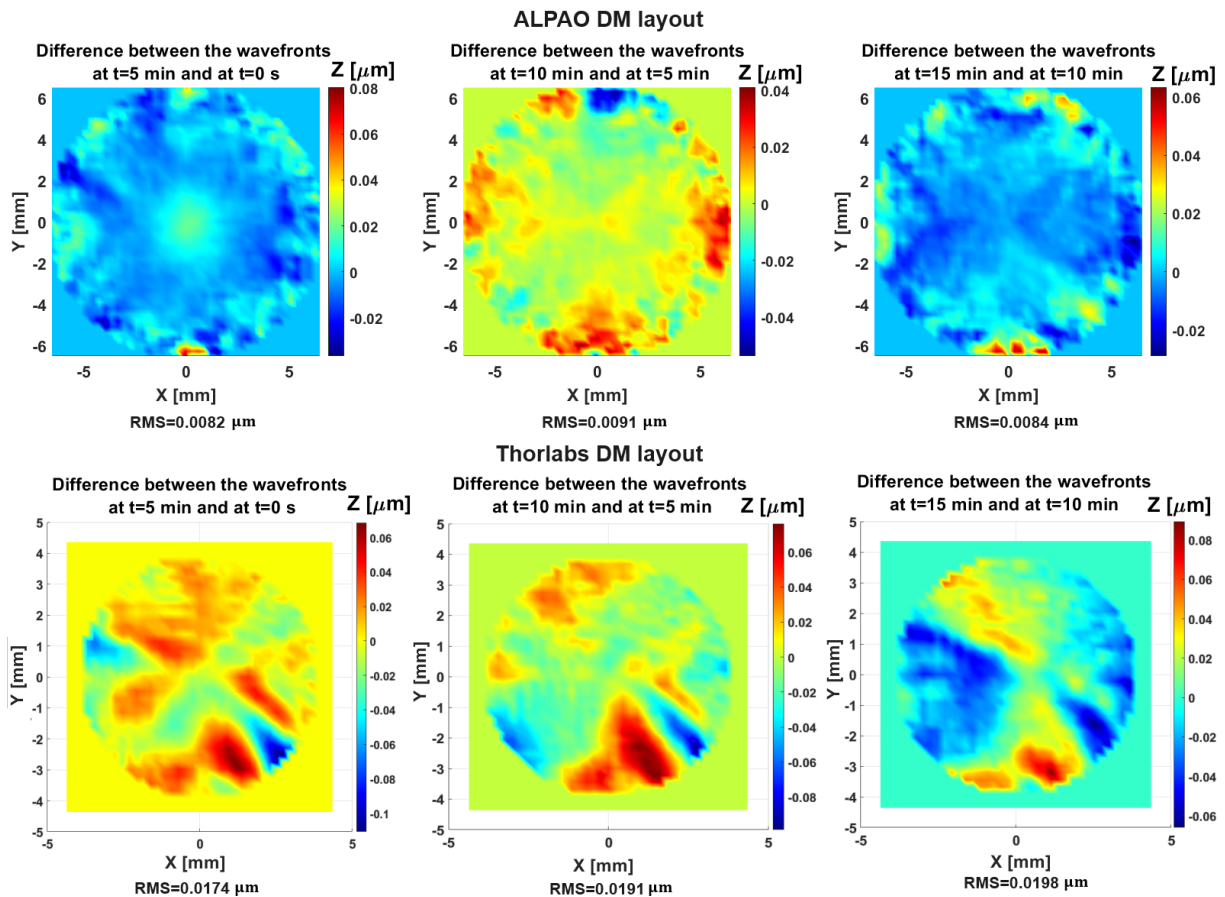 ALPAO DM layout
Difference between the wavefronts
at t=5 min and at t=0 s
Z [μm]
0.08
0.06
0.04
0.02
0
-0.02
6
4
2
0
-2
-4
-6
Y [mm]
-5
0
5
X [mm]
RMS=0.0082 μm
Difference between the wavefronts
at t=10 min and at t=5 min
Z [μm]
0.04
0.02
0
-0.02
-0.04
6
4
2
0
-2
-4
-6
Y [mm]
-5
0
5
X [mm]
RMS=0.0091 μm
Difference between the wavefronts
at t=15 min and at t=10 min
Z [μm]
0.06
0.04
0.02
0
-0.02
6
4
2
0
-2
-4
-6
Y [mm]
-5
0
5
X [mm]
RMS=0.0084 μm
Thorlabs DM layout
Difference between the wavefronts
at t=5 min and at t=0 s
Z [μm]
0.06
0.04
0.02
0
-0.02
-0.04
-0.06
-0.08
-0.1
5
4
3
2
1
0
-1
-2
-3
-4
-5
Y [mm]
-5
0
5
X [mm]
RMS=0.0174 μm
Difference between the wavefronts
at t=10 min and at t=5 min
Z [μm]
0.06
0.04
0.02
0
-0.02
-0.04
-0.06
-0.08
5
4
3
2
1
0
-1
-2
-3
-4
-5
Y [mm]
-5
0
5
X [mm]
RMS=0.0191 μm
Difference between the wavefronts
at t=15 min and at t=10 min
Z [μm]
0.08
0.06
0.04
0.02
0
-0.02
-0.04
-0.06
5
4
3
2
1
0
-1
-2
-3
-4
-5
Y [mm]
-5
0
5
X [mm]
RMS=0.0198 μm